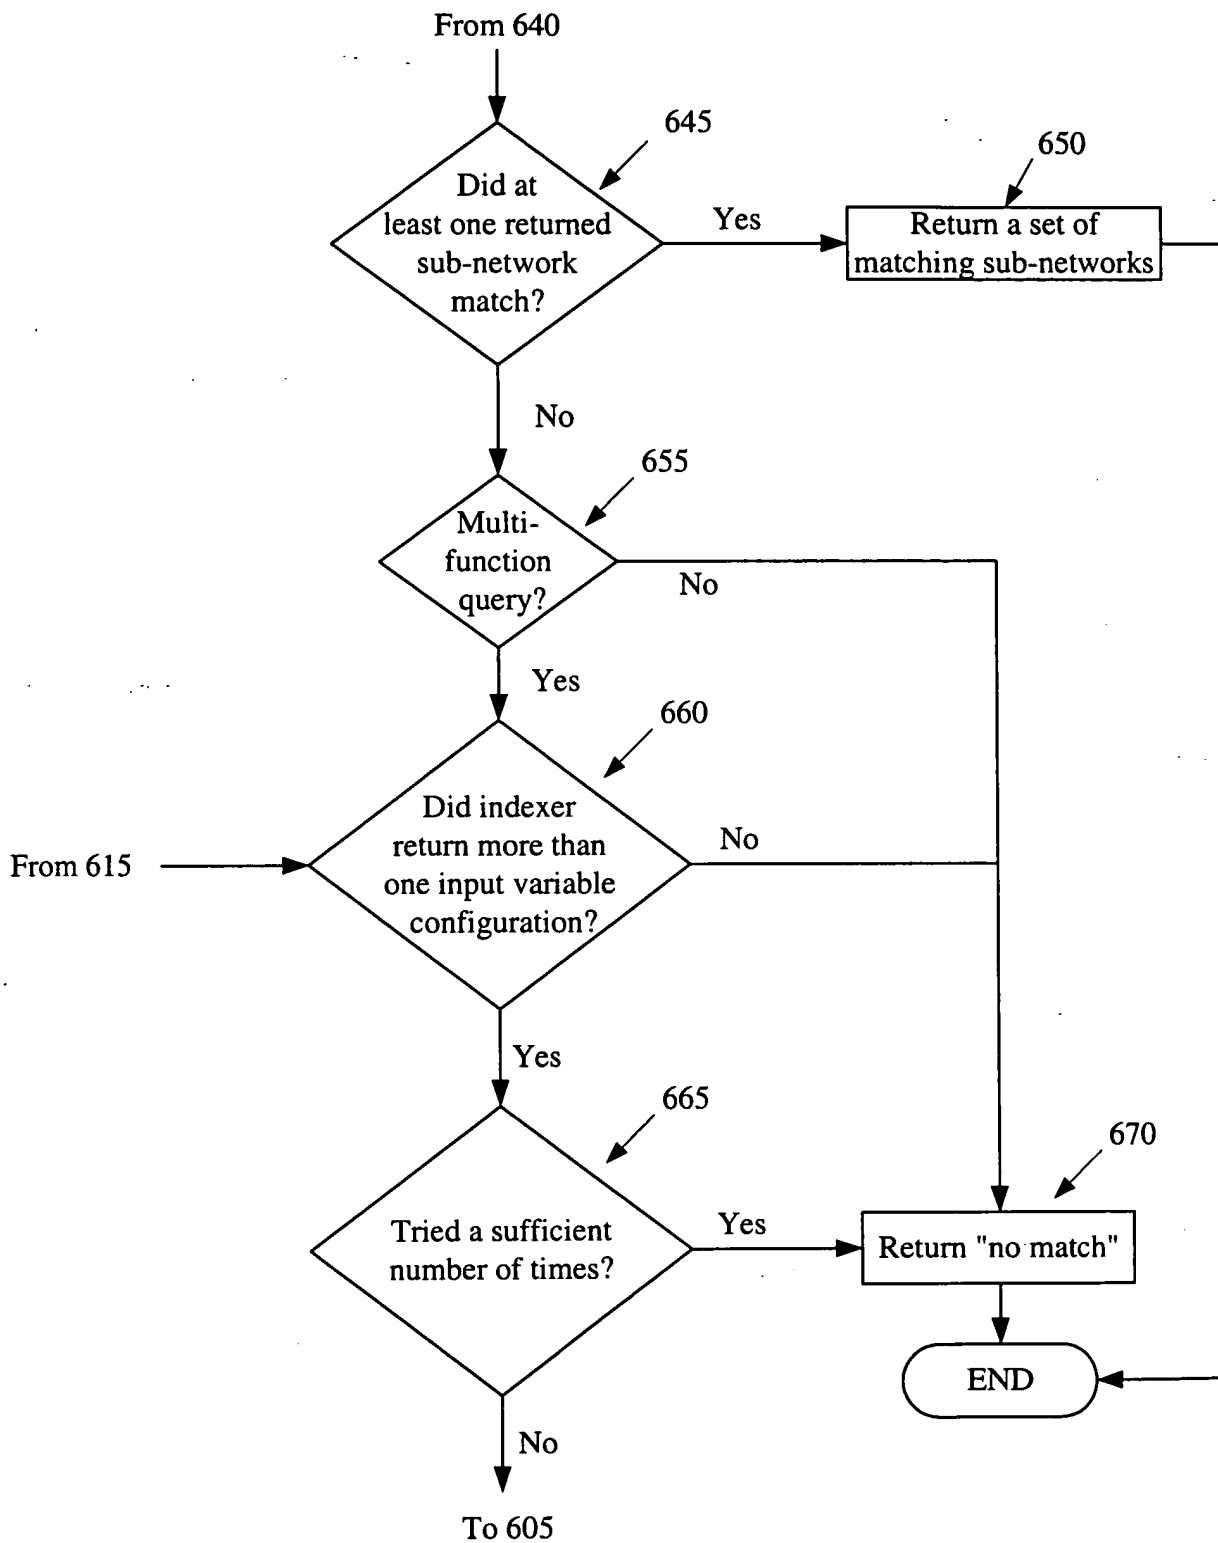 From 640
645
650
Did at
least one returned
sub-network
match?
Yes
Return a set of
matching sub-networks
No
655
Multi-
function
query?
No
Yes
660
Did indexer
return more than
one input variable
configuration?
No
From 615
Yes
665
670
Tried a sufficient
number of times?
Yes
Return "no match"
END
No
To 605